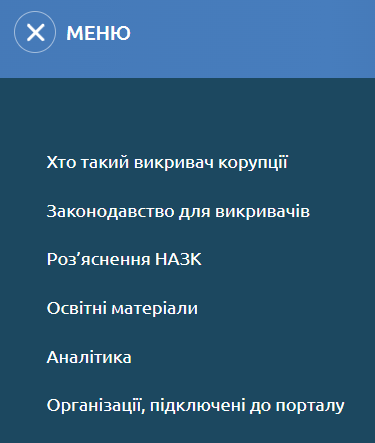 МЕНЮ
Хто такий викривач корупції
Законодавство для викривачів
Роз’яснення НАЗК
Освітні матеріали
Аналітика
Організації, підключені до порталу